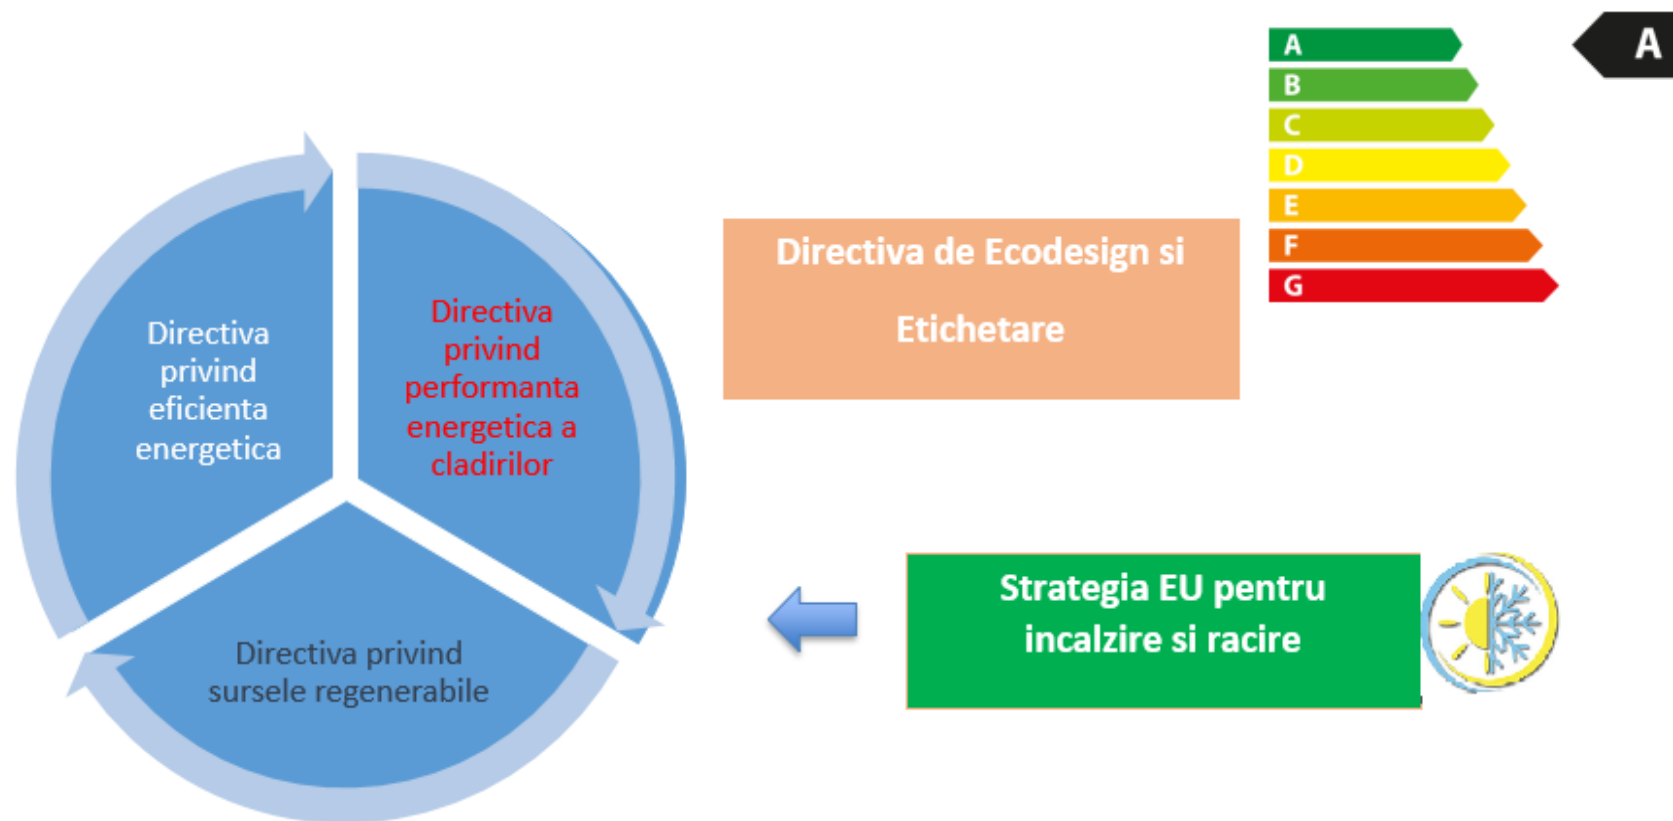 Directiva
privind
eficienta
energetica
Directiva
privind
performanta
energetica a
cladirilor
Directiva privind
sursele regenerabile
Directiva de Ecodesign si
Etichetare
A
B
C
D
E
F
G
A
Strategia EU pentru
incalzire si racire